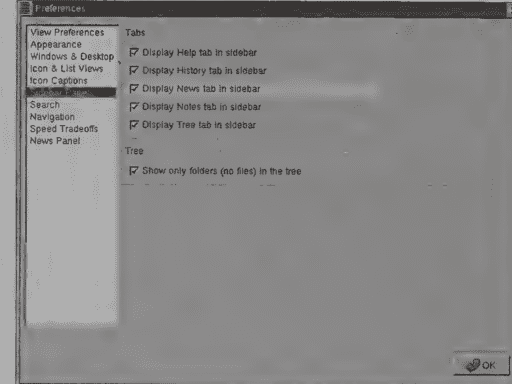 Preferences
View Preferences
Appearance
Windows & Desktop
Icon & List Views
Icon Captions
Search
Navigation
Speed Tradeoffs
News Panel
Tabs
Display Help tab in sidebar
Display History tab in sidebar
Display News tab in sidebar
Display Notes tab in sidebar
Display Tree tab in sidebar
Tree
Show only folders (no files) in the tree
OK